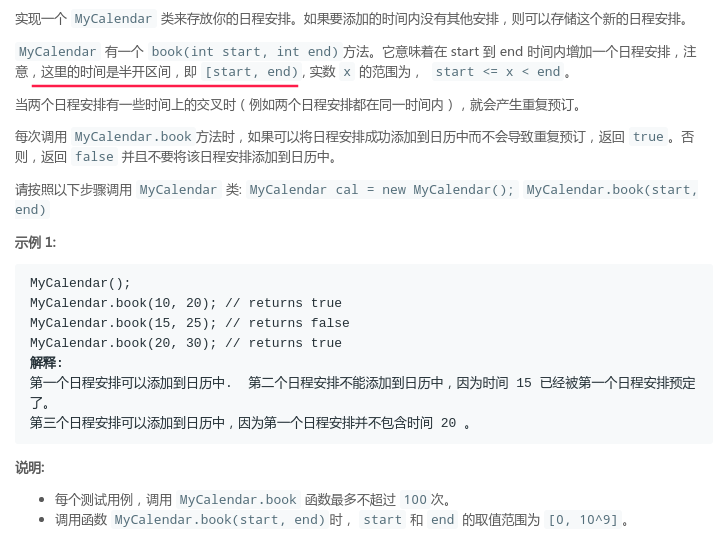 实现一个 MyCalendar 类来存放你的日程安排。如果要添加的时间内没有其他安排，则可以存储这个新的日程安排。
MyCalendar 有一个 book(int start, int end)方法。它意味着在 start 到 end 时间内增加一个日程安排，注
意，这里的时间是半开区间，即 [start, end), 实数 x 的范围为， start <= x < end。
当两个日程安排有一些时间上的交叉时（例如两个日程安排都在同一时间内），就会产生重复预订。
每次调用 MyCalendar.book方法时，如果可以将日程安排成功添加到日历中而不会导致重复预订，返回 true。否
则，返回 false 并且不要将该日程安排添加到日历中。
请按照以下步骤调用 MyCalendar 类: MyCalendar cal = new MyCalendar(); MyCalendar.book(start,
end)
示例 1:
MyCalendar();
MyCalendar.book(10, 20); // returns true
MyCalendar.book(15, 25); // returns false
MyCalendar.book(20, 30); // returns true
解释:
第一个日程安排可以添加到日历中. 第二个日程安排不能添加到日历中，因为时间 15 已经被第一个日程安排预定
了。
第三个日程安排可以添加到日历中，因为第一个日程安排并不包含时间 20 。
说明:
每个测试用例，调用 MyCalendar.book 函数最多不超过 100次。
调用函数 MyCalendar.book(start, end)时， start 和 end 的取值范围为 [0, 10^9]。